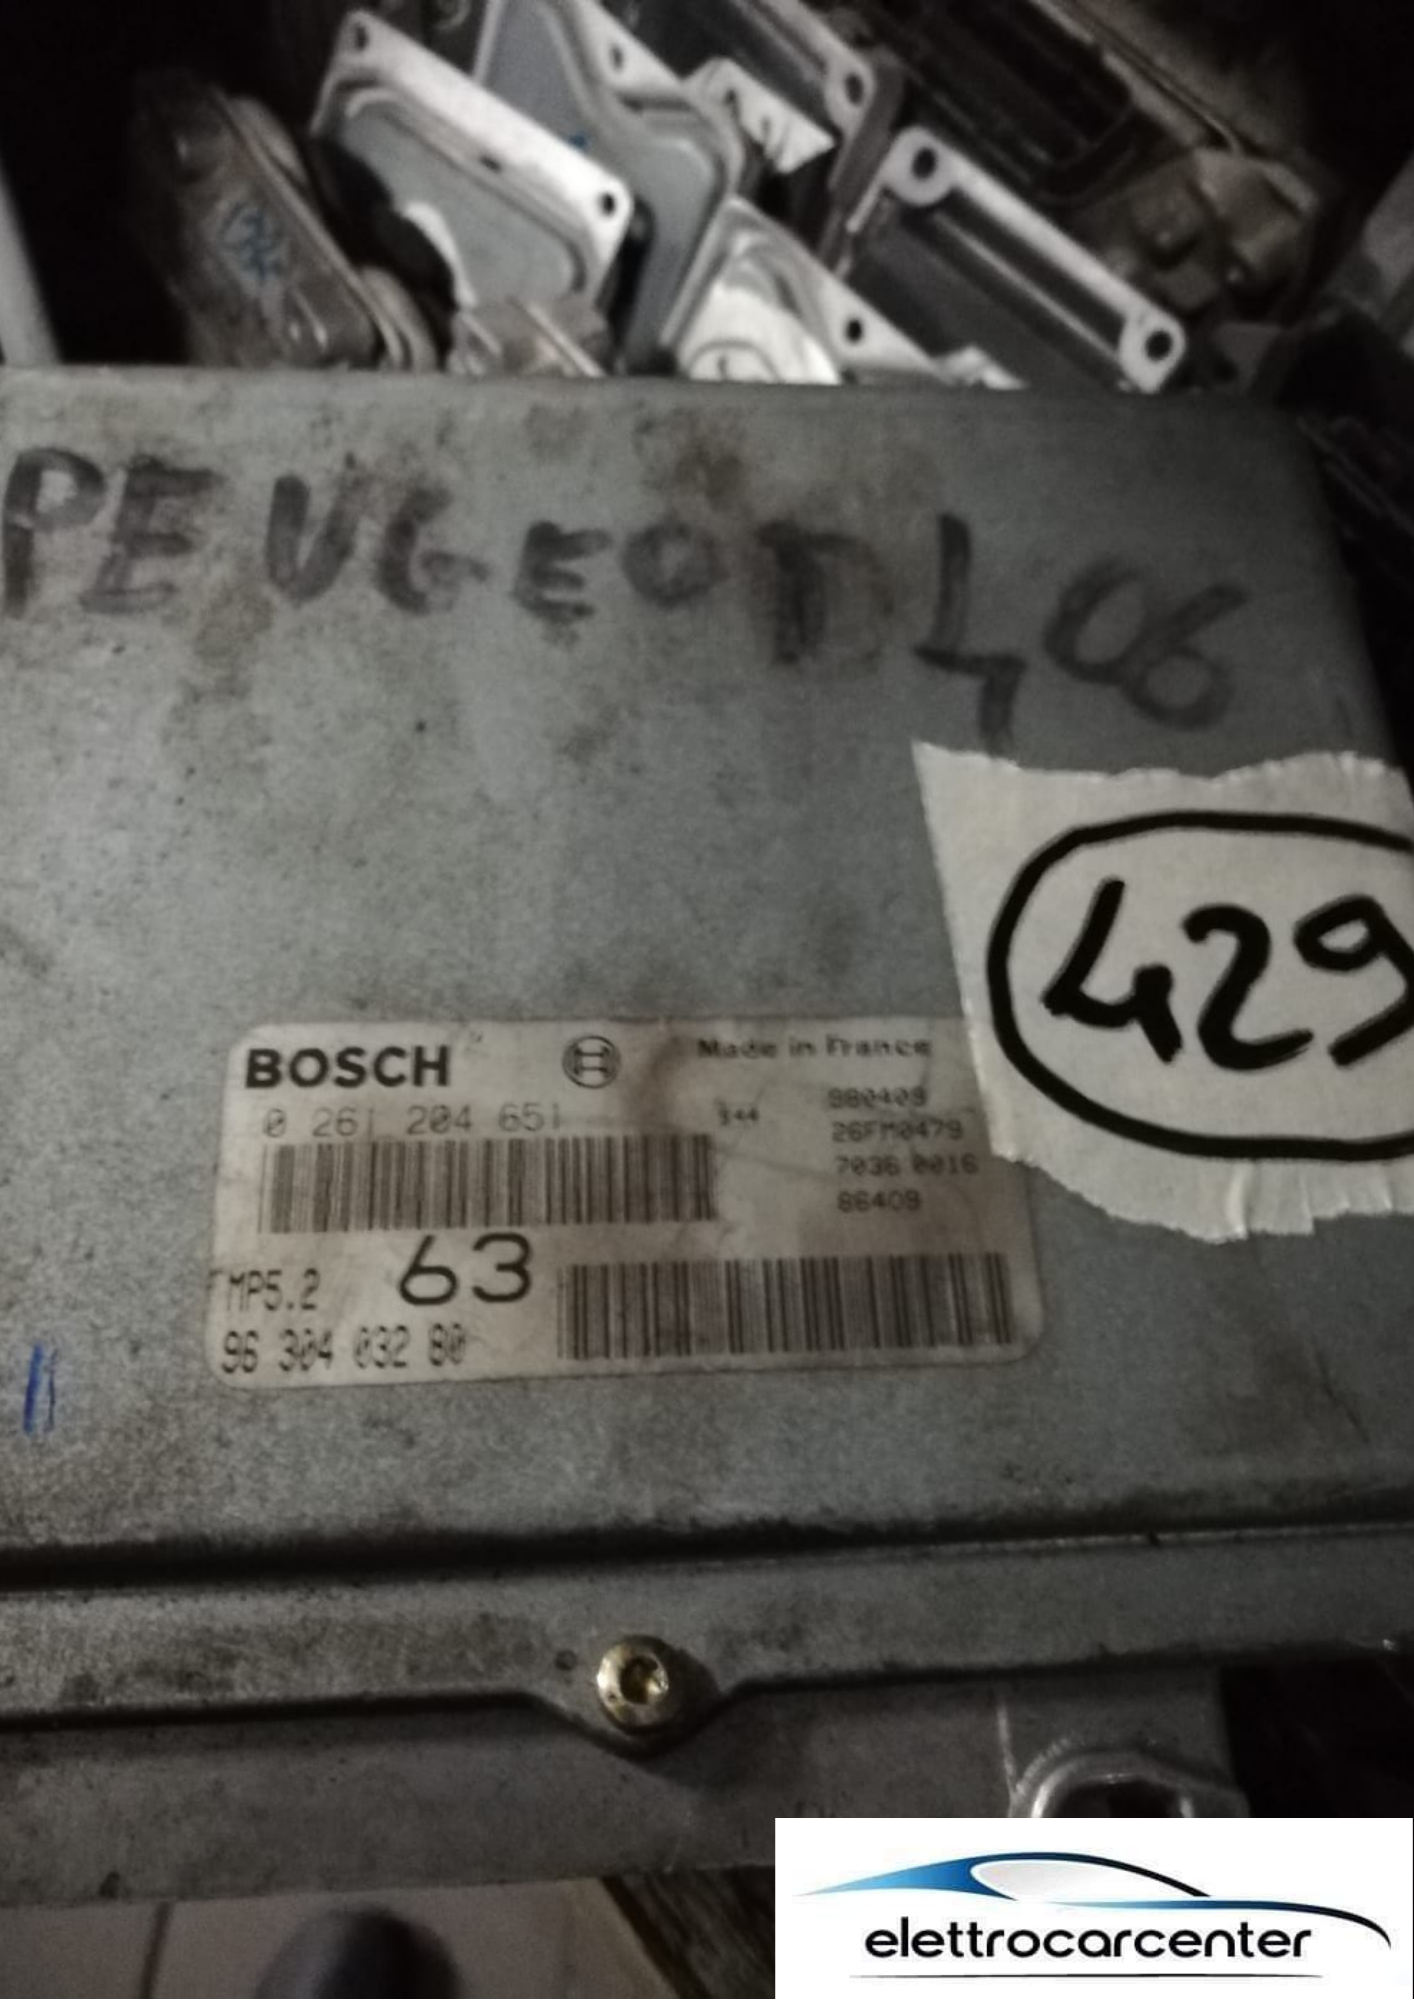 PEUGEOT 406
429
BOSCH
Made in France
0 261 204 651
944
980409
26FM0479
7036 0016
86409
MP5.2
63
96 304 032 80
elettrocarcenter